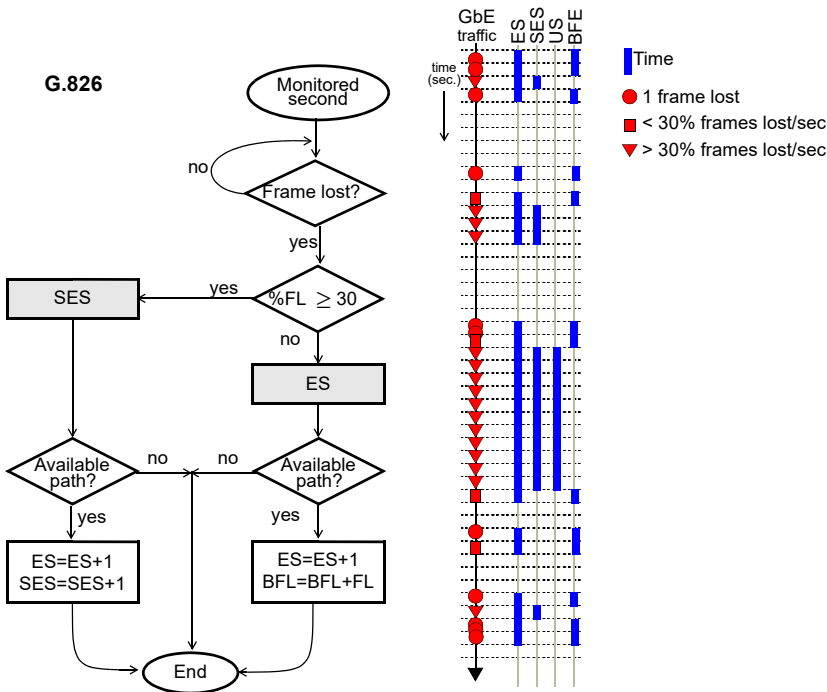 G.826
Monitored
second
no
Frame lost?
yes
%FL ≥ 30
yes
no
SES
ES
Available
path?
no
no
Available
path?
yes
yes
ES=ES+1
SES=SES+1
ES=ES+1
BFL=BFL+FL
End
GbE
traffic
ES
SES
US
BFE
time
(sec.)
Time
1 frame lost
< 30% frames lost/sec
> 30% frames lost/sec